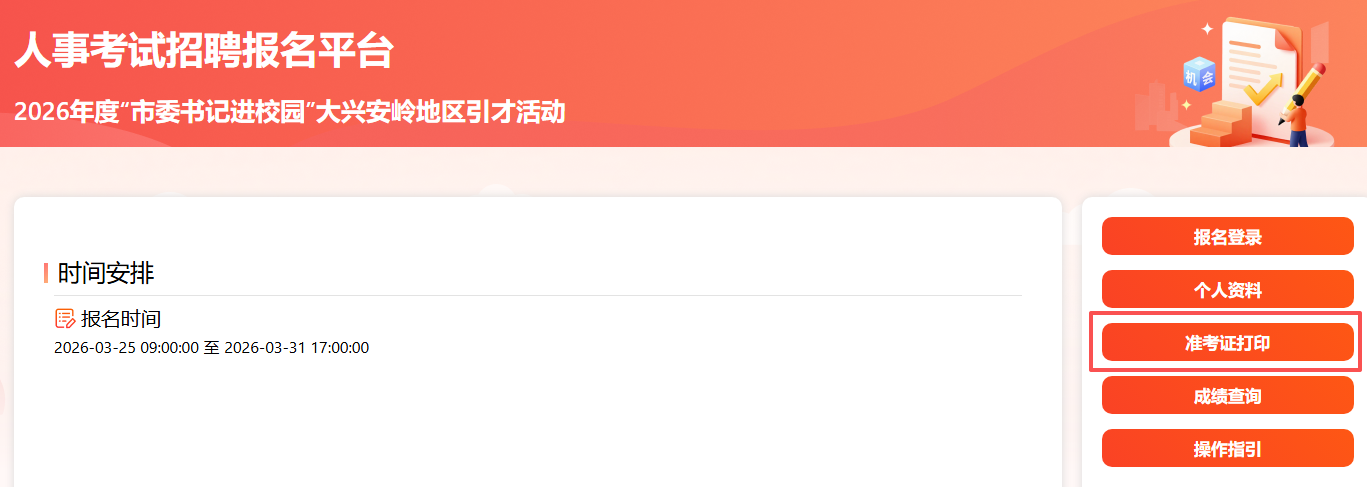 人事考试招聘报名平台
2026年度“市委书记进校园”大兴安岭地区引才活动
机会
时间安排
报名时间
2026-03-25 09:00:00 至 2026-03-31 17:00:00
报名登录
个人资料
准考证打印
成绩查询
操作指引